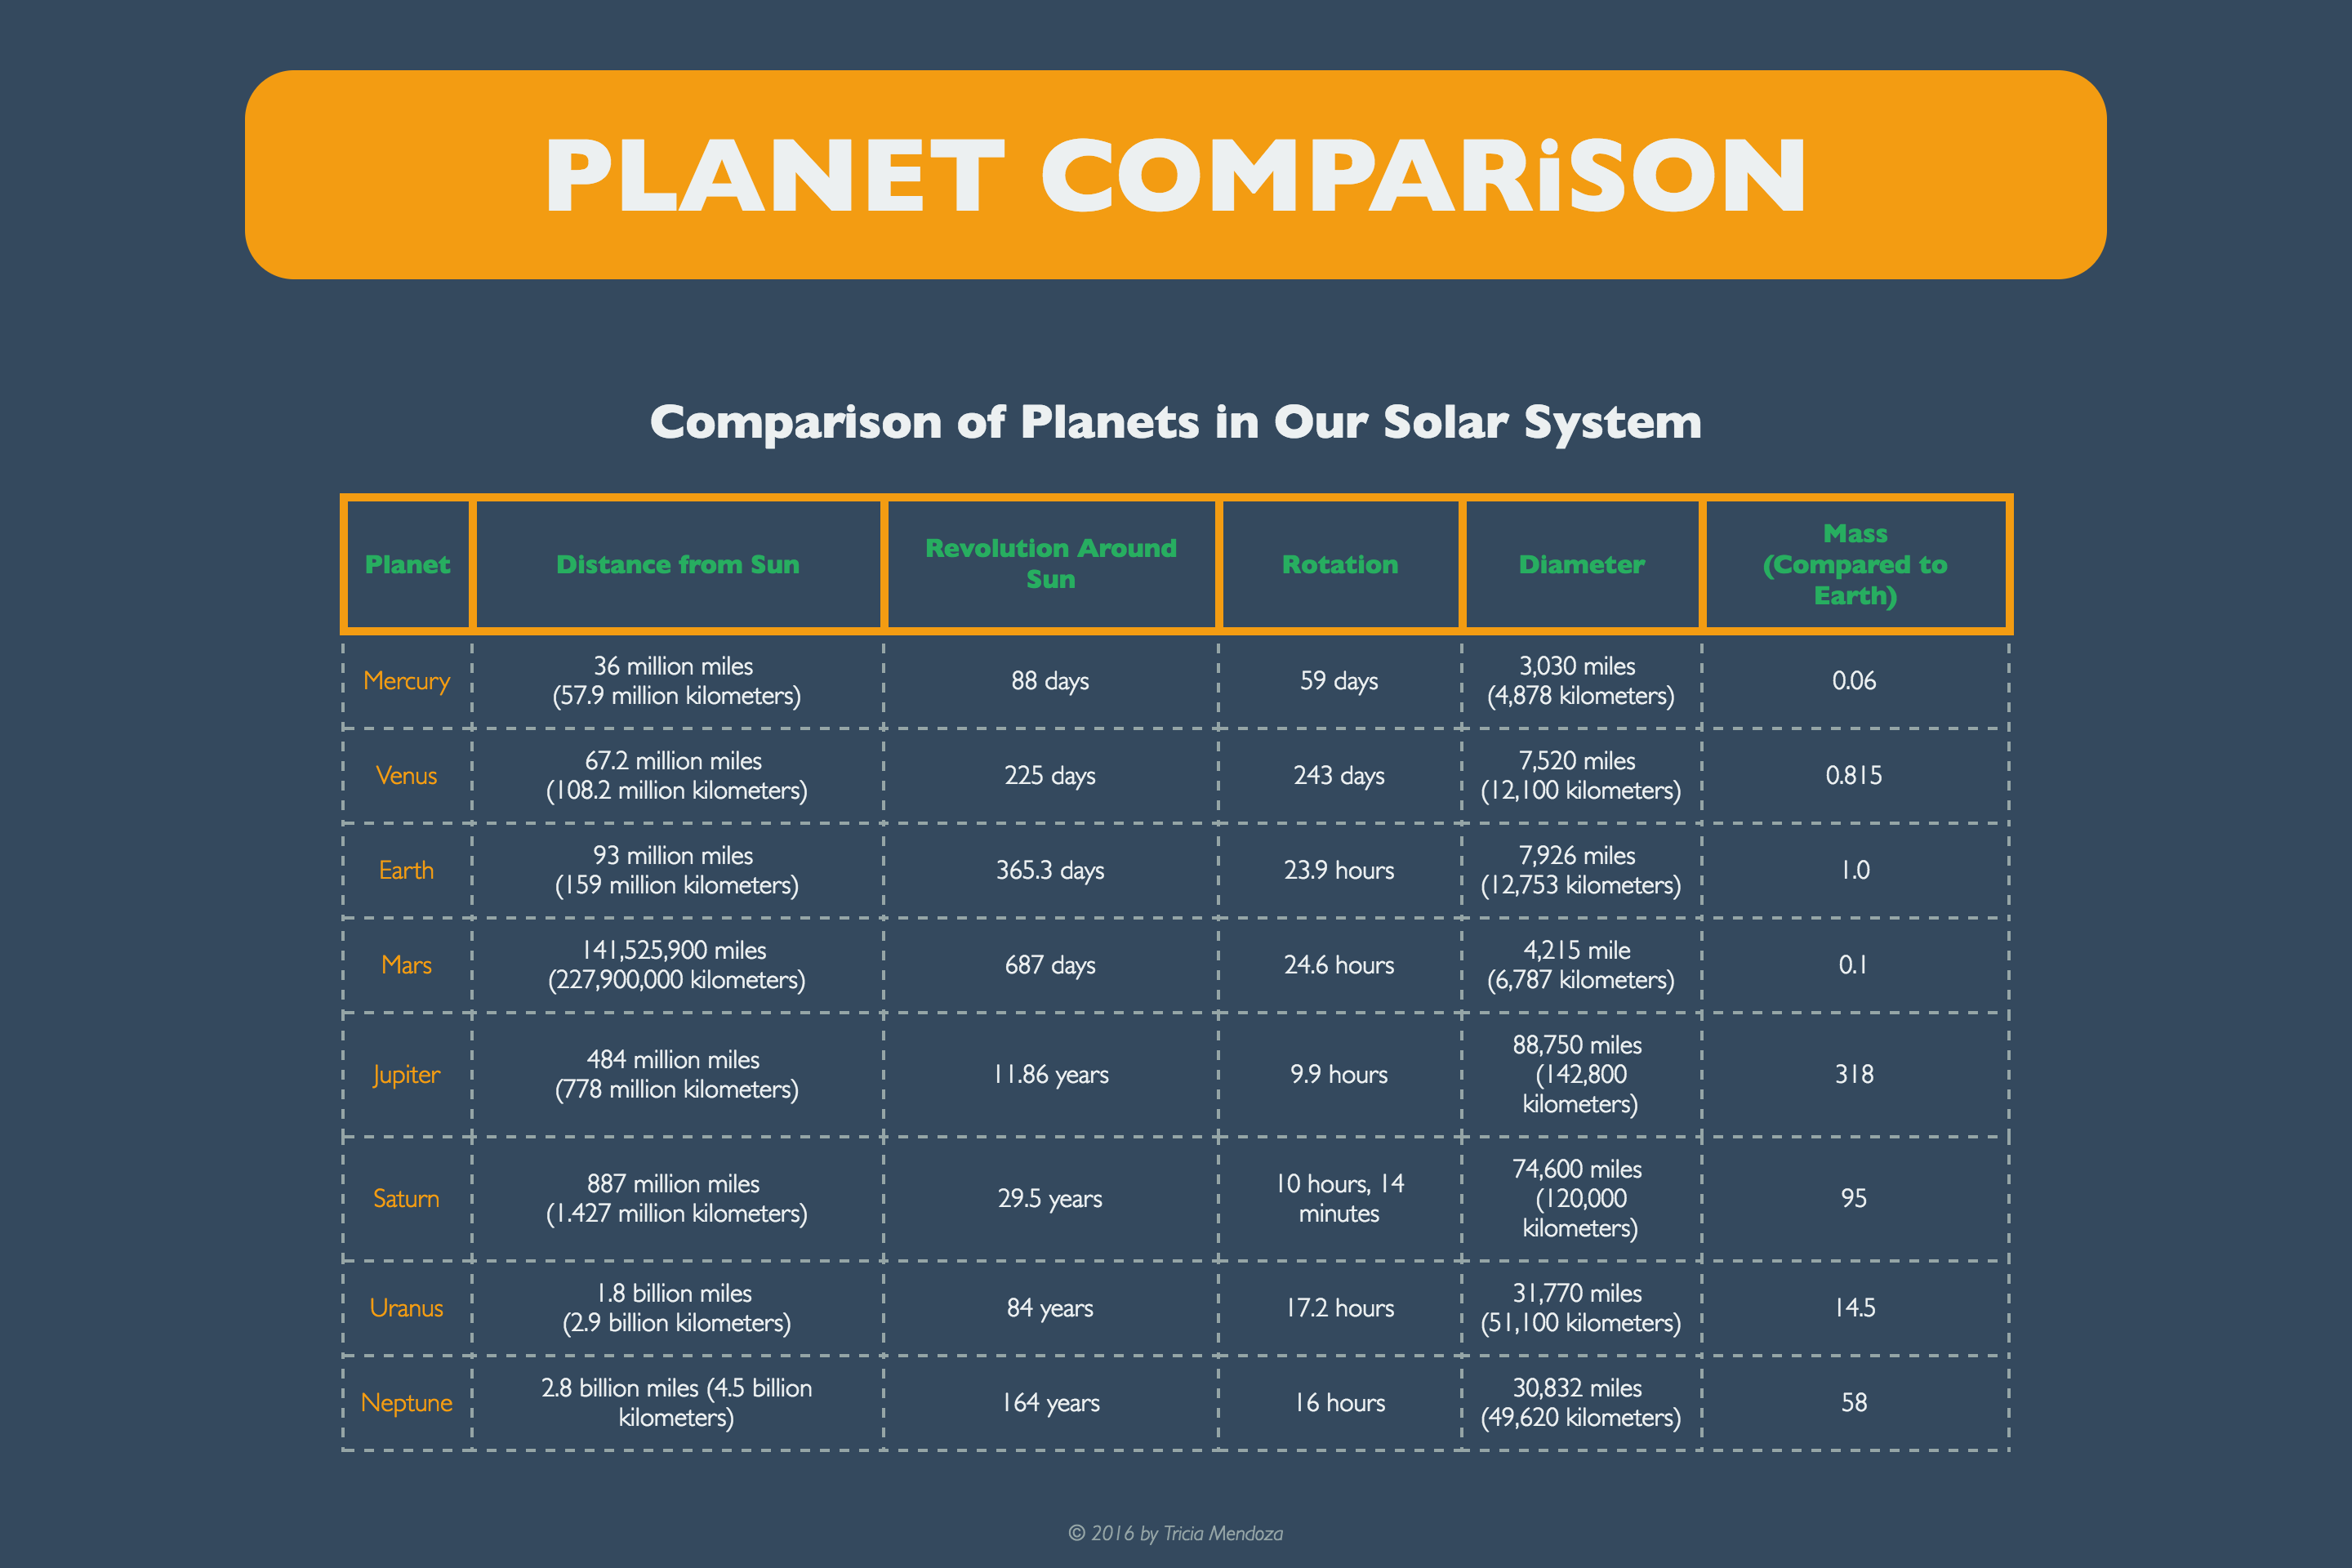 PLANET COMPARiSON
Comparison of Planets in Our Solar System
Planet
Distance from Sun
Revolution Around
Sun
Rotation
Diameter
Mass
(Compared to
Earth)
Mercury
36 million miles
(57.9 million kilometers)
88 days
59 days
3,030 miles
(4,878 kilometers)
0.06
Venus
67.2 million miles
(108.2 million kilometers)
225 days
243 days
7,520 miles
(12,100 kilometers)
0.815
Earth
93 million miles
(159 million kilometers)
365.3 days
23.9 hours
7,926 miles
(12,753 kilometers)
1.0
Mars
141,525,900 miles
(227,900,000 kilometers)
687 days
24.6 hours
4,215 mile
(6,787 kilometers)
0.1
Jupiter
484 million miles
(778 million kilometers)
11.86 years
9.9 hours
88,750 miles
(142,800
kilometers)
318
Saturn
887 million miles
(1.427 million kilometers)
29.5 years
10 hours, 14
minutes
74,600 miles
(120,000
kilometers)
95
Uranus
1.8 billion miles
(2.9 billion kilometers)
84 years
17.2 hours
31,770 miles
(51,100 kilometers)
14.5
Neptune
2.8 billion miles (4.5 billion
kilometers)
164 years
16 hours
30,832 miles
(49,620 kilometers)
58
© 2016 by Tricia Mendoza